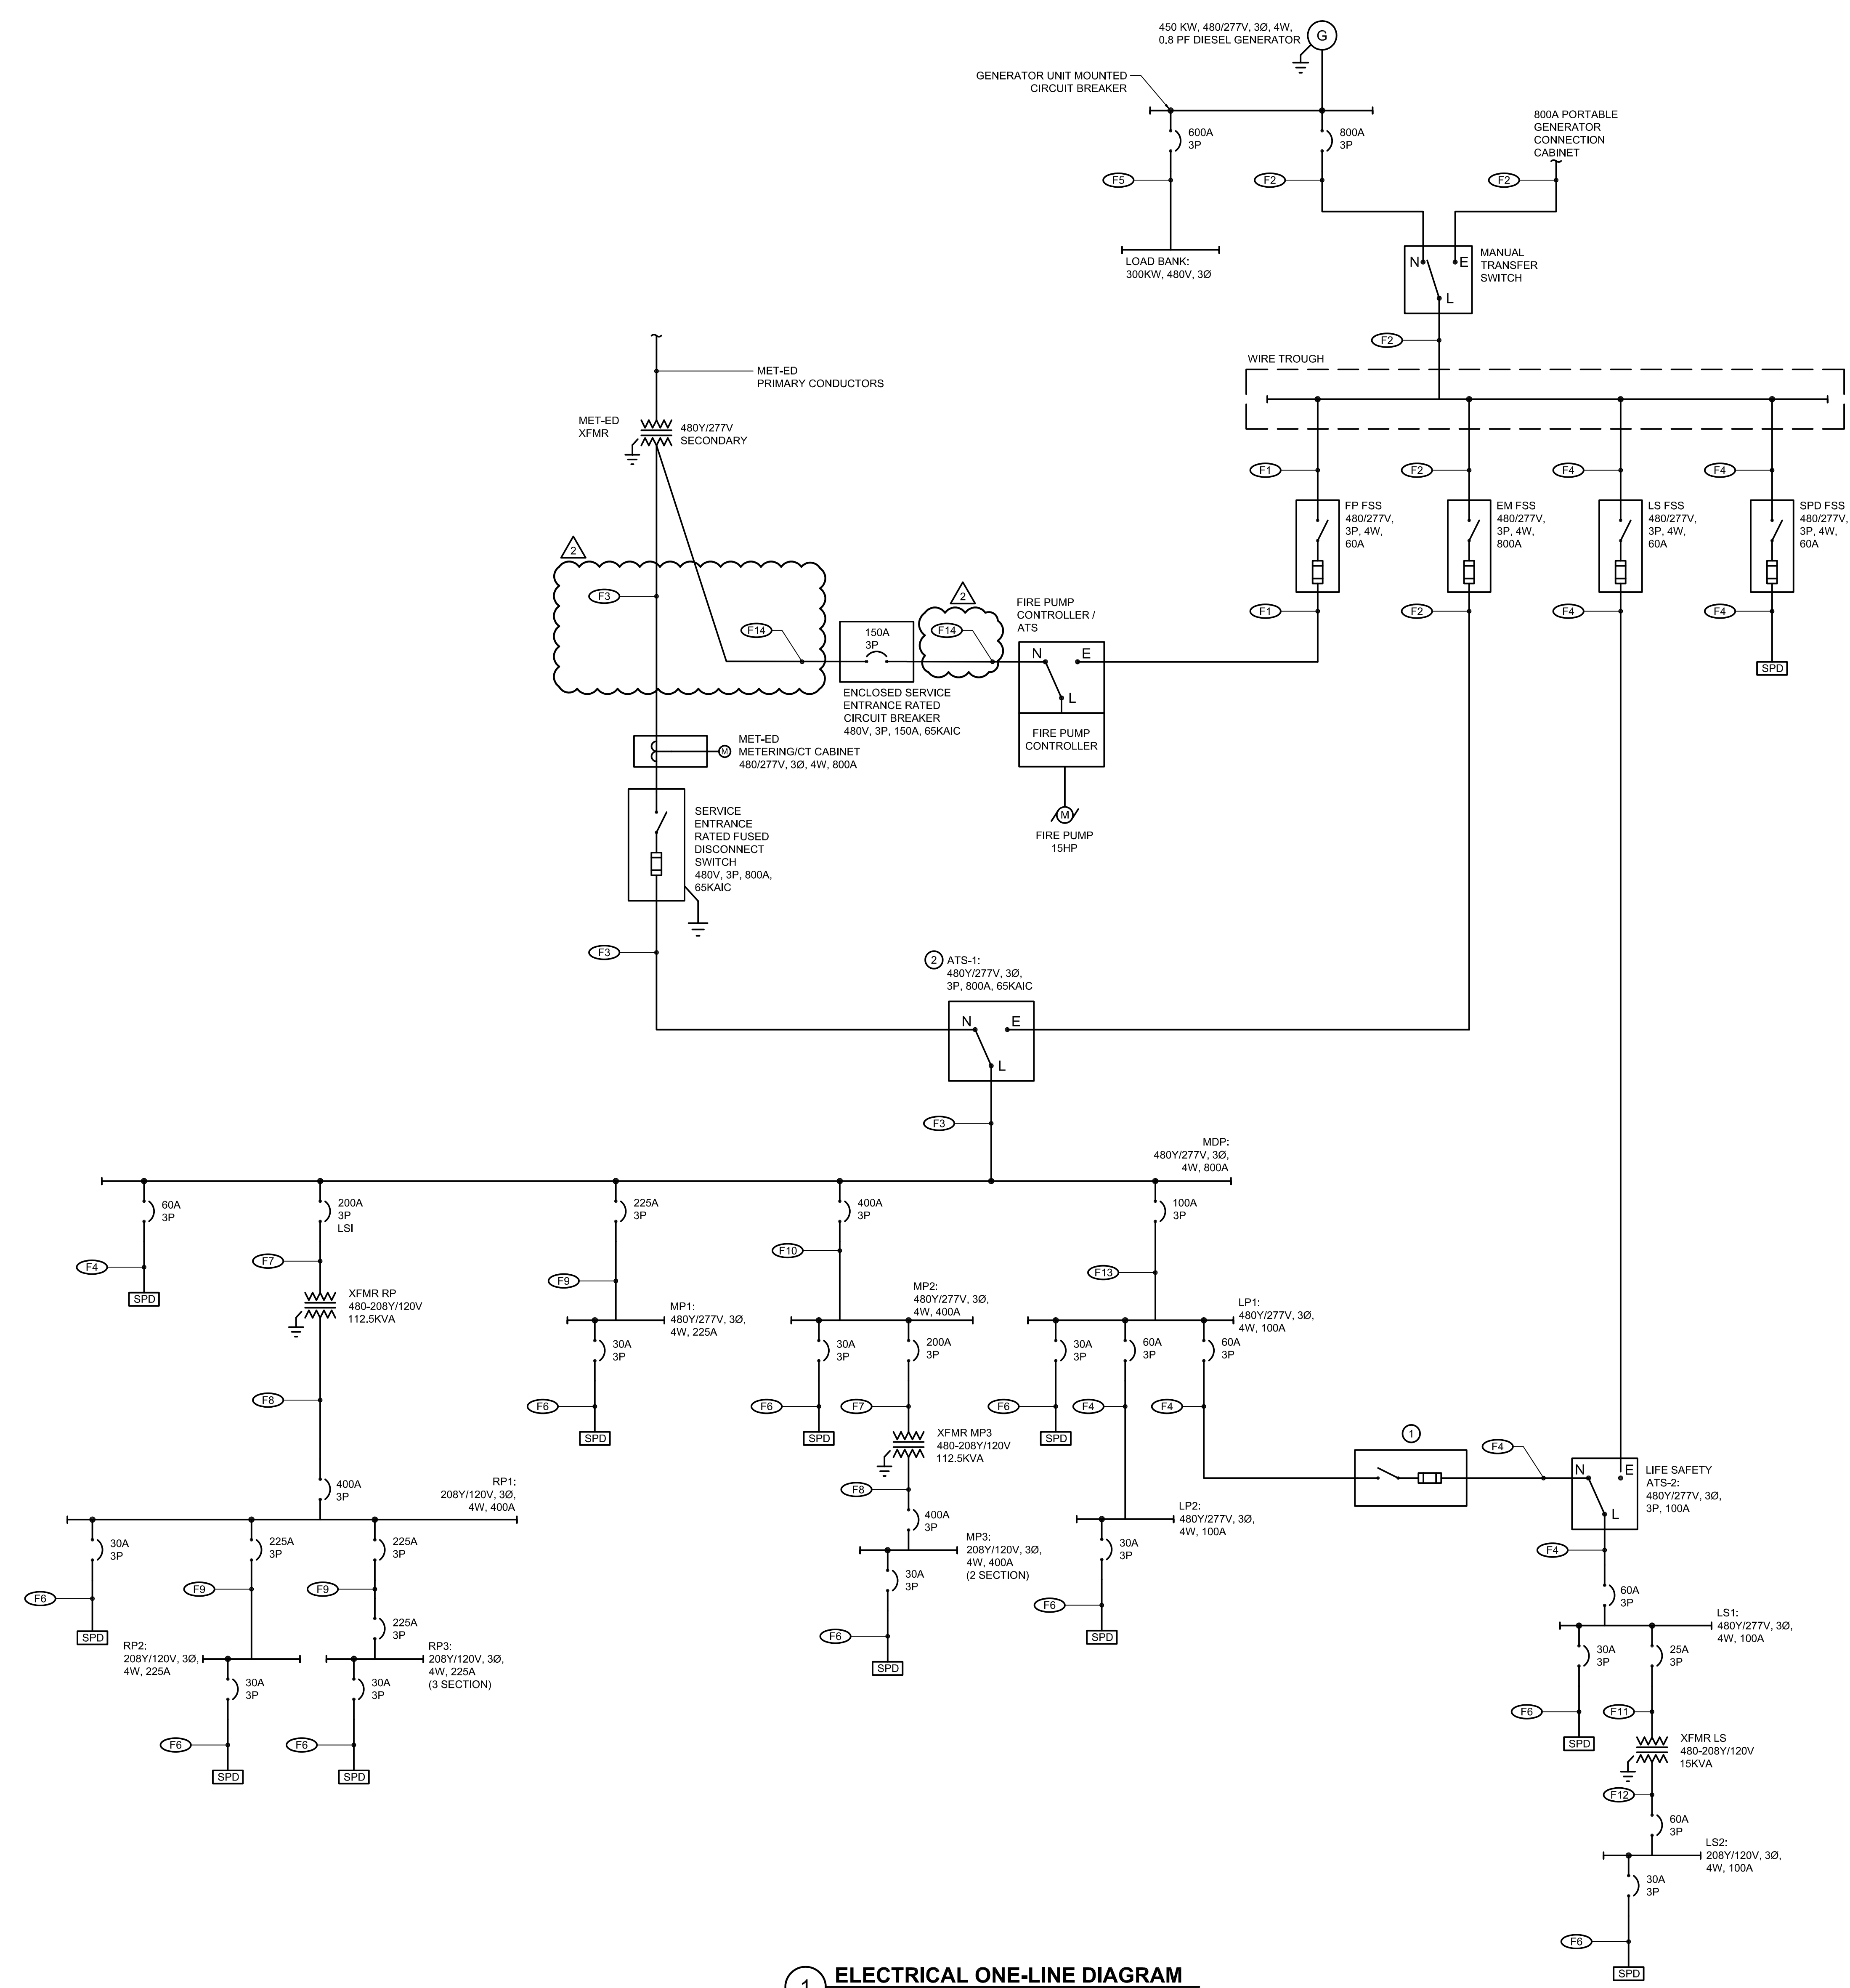 450 KW, 480/277V, 3Ø, 4W,
0.8 PF DIESEL GENERATOR
G
GENERATOR UNIT MOUNTED
CIRCUIT BREAKER
600A
3P
800A
3P
800A PORTABLE
GENERATOR
CONNECTION
CABINET
F5
F2
F2
LOAD BANK:
300KW, 480V, 3Ø
N
E
L
MANUAL
TRANSFER
SWITCH
F2
WIRE TROUGH
MET-ED
PRIMARY CONDUCTORS
MET-ED
XFMR
480Y/277V
SECONDARY
F1
F2
F4
F4
FP FSS
480/277V,
3P, 4W,
60A
EM FSS
480/277V,
3P, 4W,
800A
LS FSS
480/277V,
3P, 4W,
60A
SPD FSS
480/277V,
3P, 4W,
60A
F1
F2
F4
F4
SPD
2
F3
F14
150A
3P
2
F14
ENCLOSED SERVICE
ENTRANCE RATED
CIRCUIT BREAKER
480V, 3P, 150A, 65KAIC
FIRE PUMP
CONTROLLER /
ATS
N
E
L
FIRE PUMP
CONTROLLER
M
FIRE PUMP
15HP
M
MET-ED
METERING/CT CABINET
480/277V, 3Ø, 4W, 800A
SERVICE
ENTRANCE
RATED FUSED
DISCONNECT
SWITCH
480V, 3P, 800A,
65KAIC
F3
2
ATS-1:
480Y/277V, 3Ø,
3P, 800A, 65KAIC
N
E
L
F3
MDP:
480Y/277V, 3Ø,
4W, 800A
60A
3P
200A
3P
LSI
225A
3P
400A
3P
100A
3P
F4
SPD
F7
XFMR RP
480-208Y/120V
112.5KVA
F8
400A
3P
RP1:
208Y/120V, 3Ø,
4W, 400A
F9
MP1:
480Y/277V, 3Ø,
4W, 225A
30A
3P
F6
SPD
F10
MP2:
480Y/277V, 3Ø,
4W, 400A
30A
3P
200A
3P
F6
F7
SPD
XFMR MP3
480-208Y/120V
112.5KVA
F8
400A
3P
MP3:
208Y/120V, 3Ø,
4W, 400A
(2 SECTION)
30A
3P
F6
SPD
F13
LP1:
480Y/277V, 3Ø,
4W, 100A
30A
3P
60A
3P
60A
3P
F6
F4
F4
SPD
LP2:
480Y/277V, 3Ø,
4W, 100A
30A
3P
F6
SPD
1
F4
N
E
L
LIFE SAFETY
ATS-2:
480Y/277V, 3Ø,
3P, 100A
F4
60A
3P
LS1:
480Y/277V, 3Ø,
4W, 100A
30A
3P
25A
3P
F6
F11
SPD
XFMR LS
480-208Y/120V
15KVA
F12
60A
3P
LS2:
208Y/120V, 3Ø,
4W, 100A
30A
3P
F6
SPD
30A
3P
225A
3P
225A
3P
F6
F9
F9
SPD
225A
3P
RP2:
208Y/120V, 3Ø,
4W, 225A
RP3:
208Y/120V, 3Ø,
4W, 225A
(3 SECTION)
30A
3P
30A
3P
F6
F6
SPD
SPD
1
ELECTRICAL ONE-LINE DIAGRAM